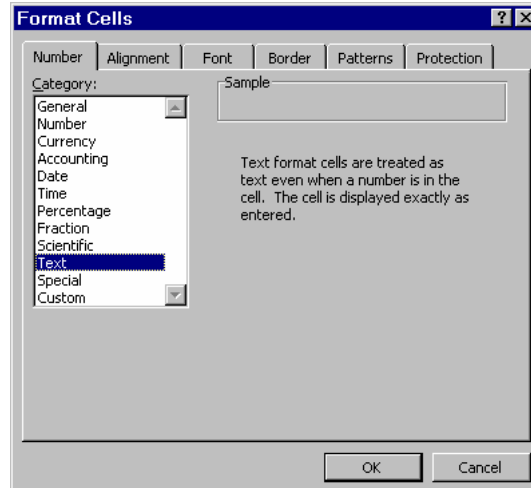 Format Cells
Number Alignment Font Border Patterns Protection
Category:
General
Number
Currency
Accounting
Date
Time
Percentage
Fraction
Scientific
Text
Special
Custom
Sample
Text format cells are treated as
text even when a number is in the
cell. The cell is displayed exactly as
entered.
OK Cancel